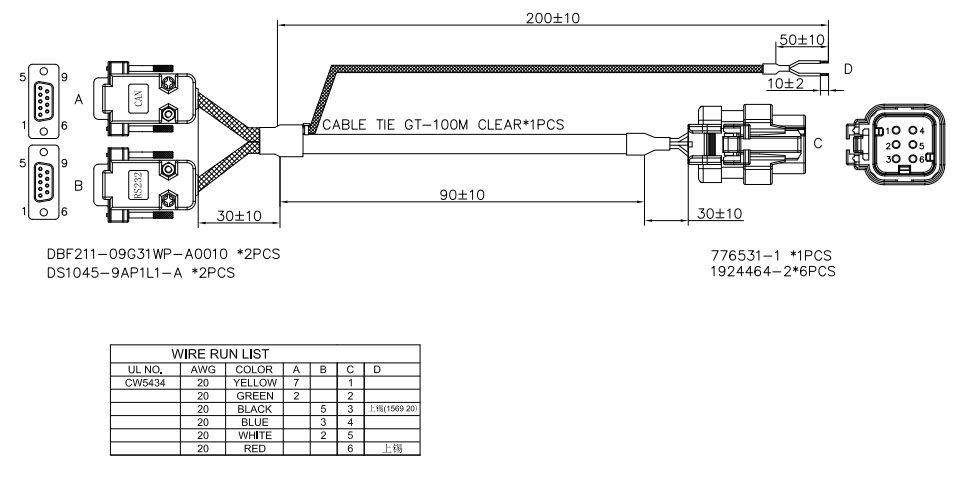 200±10
50±10
D
10±2
5 9
A
CAN
1 6
CABLE TIE GT-100M CLEAR*1PCS
C
1 4
2 5
3 6
5 9
B
RS232
1 6
90±10
30±10
30±10
DBF211-09G31WP-A0010 *2PCS
DS1045-9AP1L1-A *2PCS
776531-1 *1PCS
1924464-2*6PCS
WIRE RUN LIST
UL NO. AWG COLOR A B C D
CW5434 20 YELLOW 7 1
20 GREEN 2 2
20 BLACK 5 3 上锡(1569 20)
20 BLUE 3 4
20 WHITE 2 5
20 RED 6 上锡